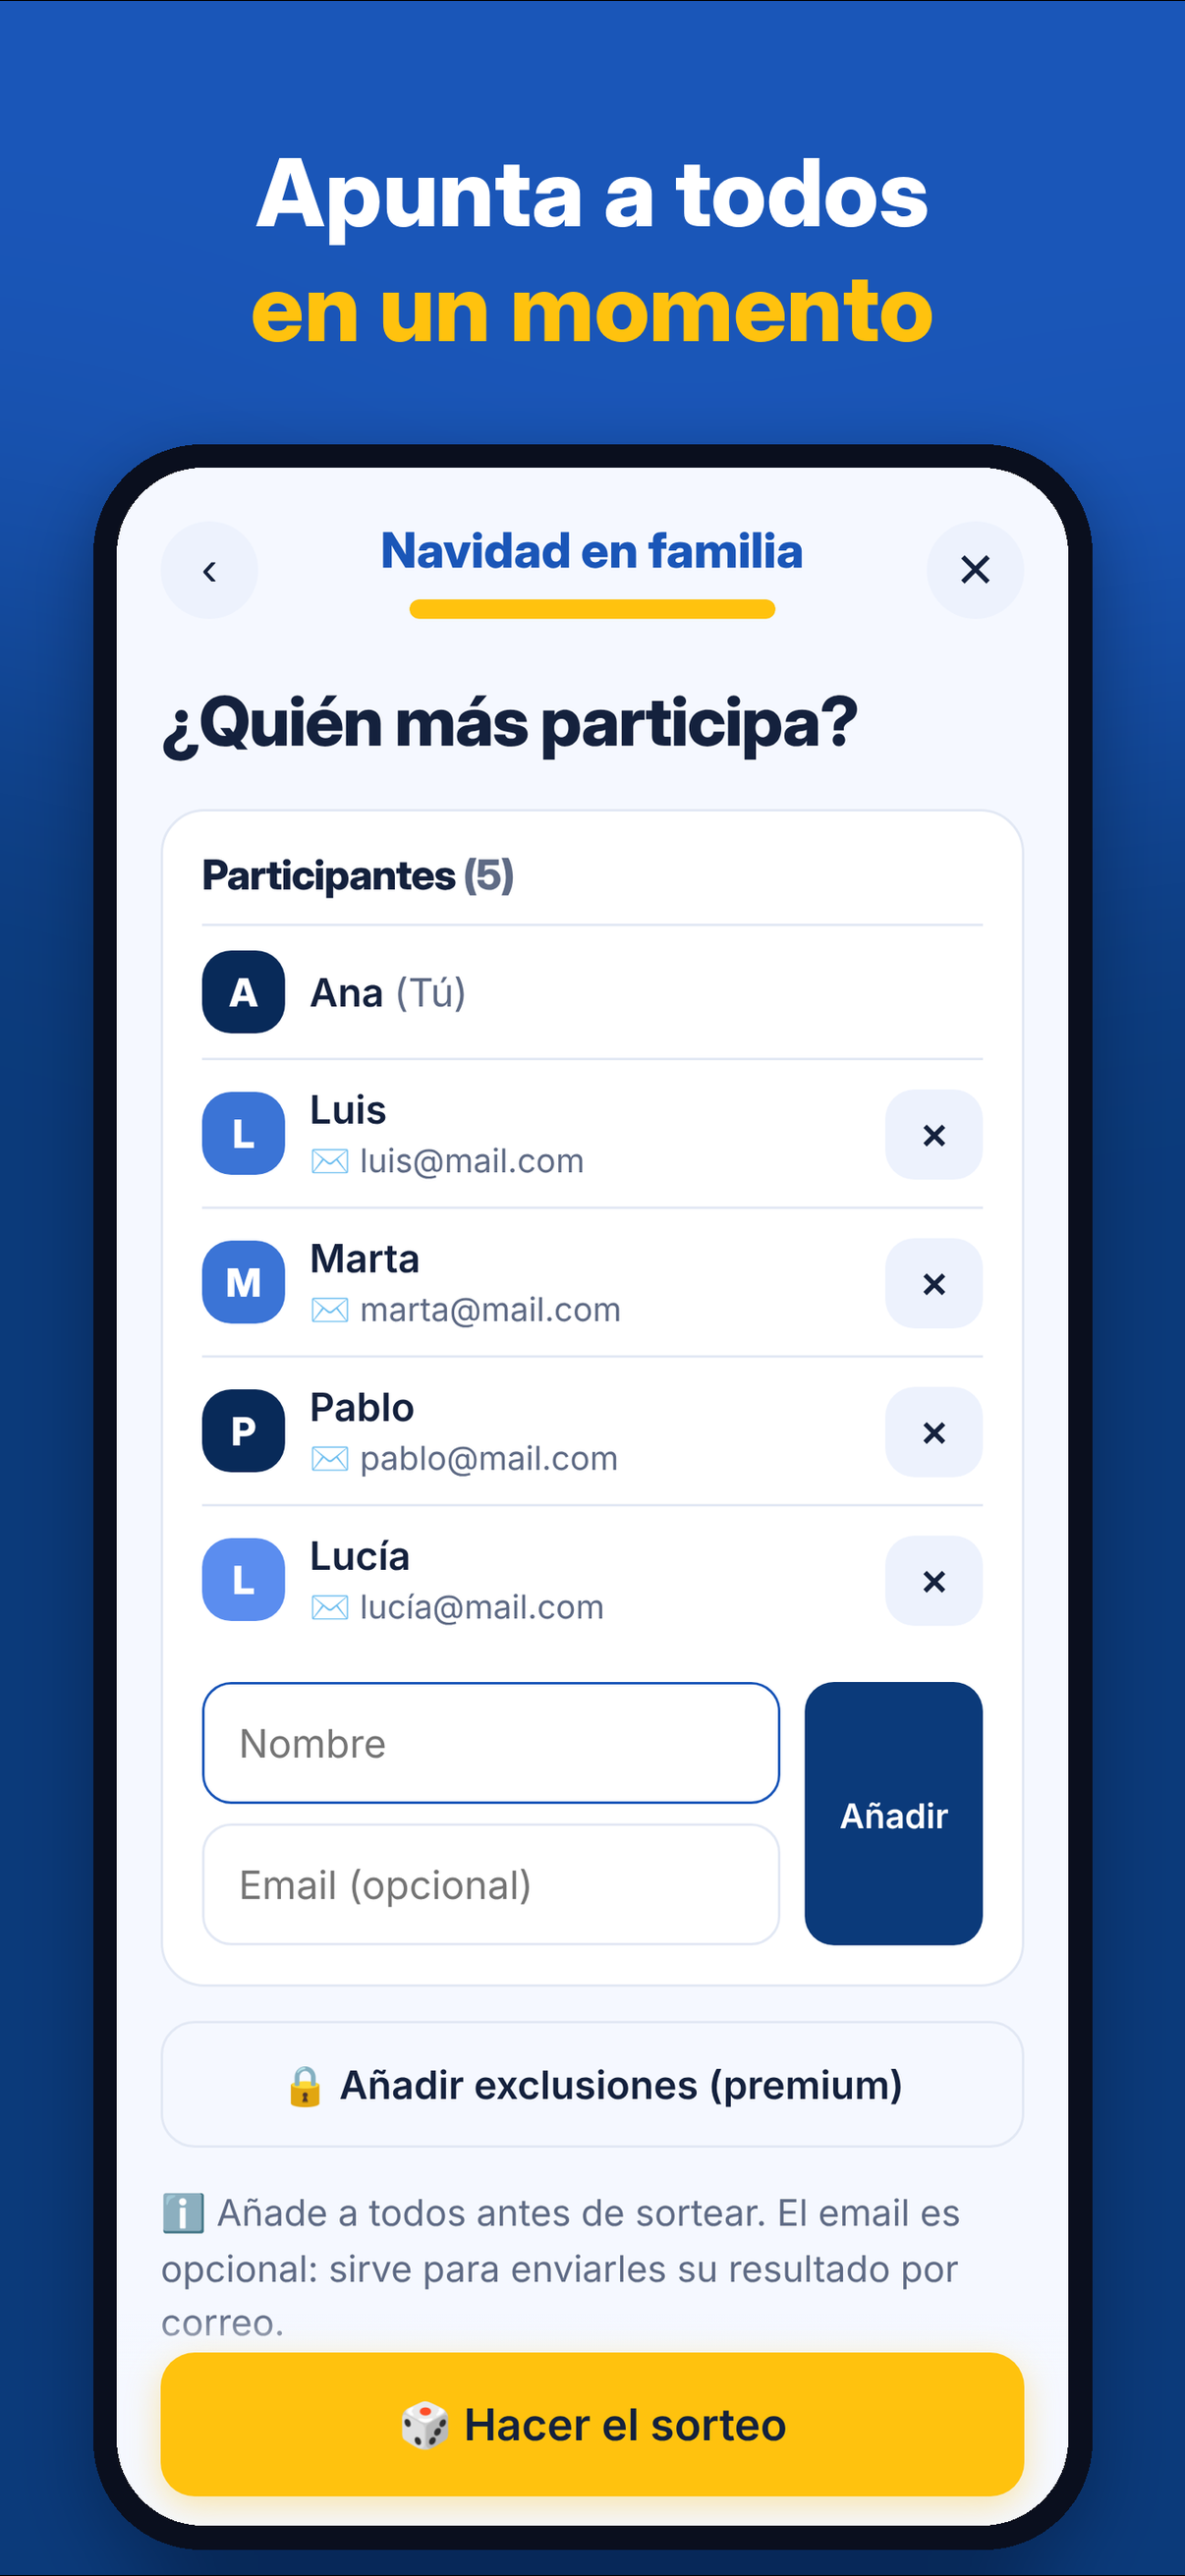 Apunta a todos
en un momento
‹
Navidad en familia
✕
¿Quién más participa?
Participantes (5)
A
Ana (Tú)
L
Luis
✉️ luis@mail.com
✕
M
Marta
✉️ marta@mail.com
✕
P
Pablo
✉️ pablo@mail.com
✕
L
Lucía
✉️ lucía@mail.com
✕
Nombre
Email (opcional)
Añadir
🔒 Añadir exclusiones (premium)
ℹ️ Añade a todos antes de sortear. El email es
opcional: sirve para enviarles su resultado por
correo.
🎲 Hacer el sorteo